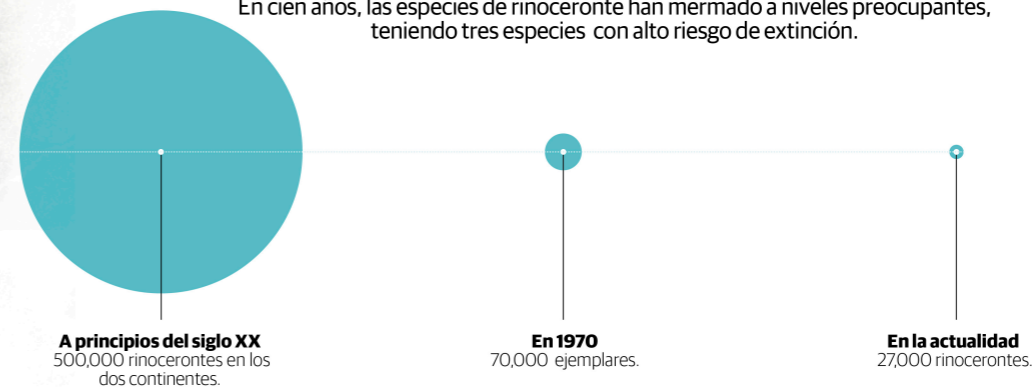 En cien años, las especies de rinoceronte han mermado a niveles preocupantes,
teniendo tres especies con alto riesgo de extinción.
A principios del siglo XX
500,000 rinocerontes en los
dos continentes.
En 1970
70,000 ejemplares.
En la actualidad
27,000 rinocerontes.